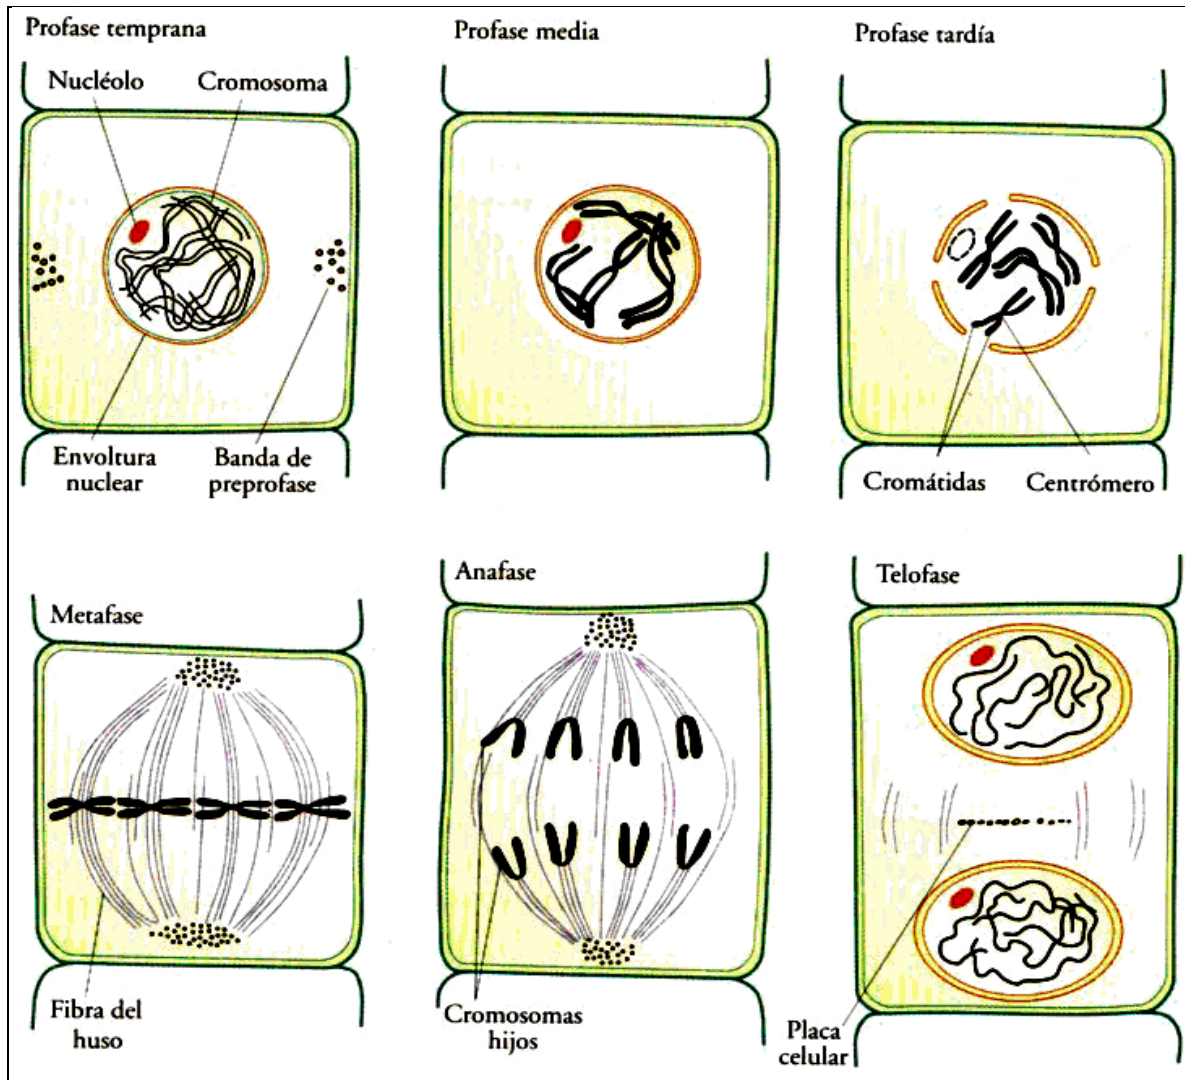 Profase temprana
Nucléolo
Cromosoma
Envoltura
nuclear
Banda de
preprofase
Profase media
Profase tardía
Cromátidas
Centrómero
Metafase
Fibra del
huso
Anafase
Cromosomas
hijos
Telofase
Placa
celular